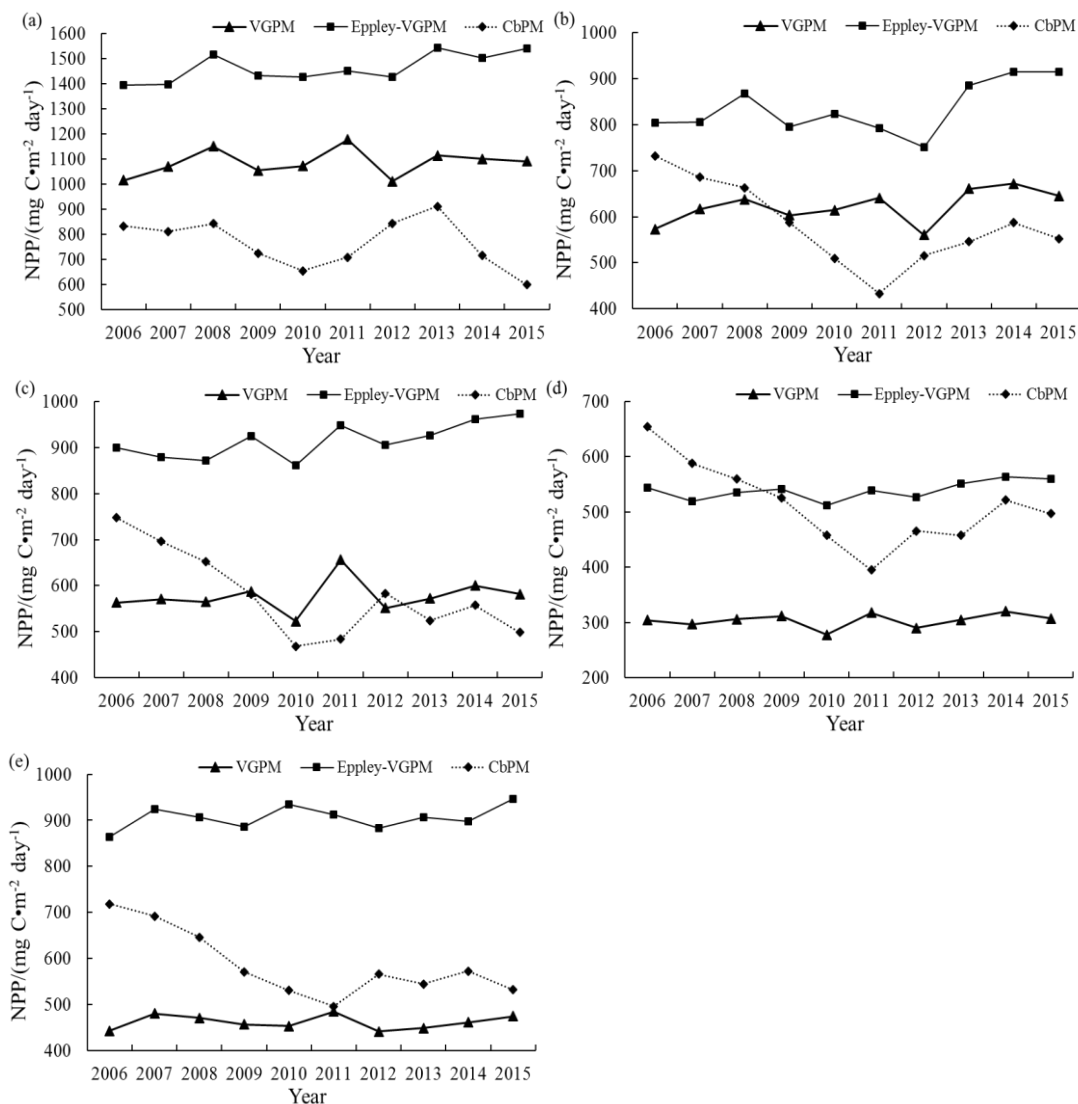 (a)
VGPM Eppley-VGPM CbPM
NPP/(mg C•m-2 day-1)
1600
1500
1400
1300
1200
1100
1000
900
800
700
600
500
2006 2007 2008 2009 2010 2011 2012 2013 2014 2015
Year
(b)
VGPM Eppley-VGPM CbPM
NPP/(mg C•m-2 day-1)
1000
900
800
700
600
500
400
2006 2007 2008 2009 2010 2011 2012 2013 2014 2015
Year
(c)
VGPM Eppley-VGPM CbPM
NPP/(mg C•m-2 day-1)
1000
900
800
700
600
500
400
2006 2007 2008 2009 2010 2011 2012 2013 2014 2015
Year
(d)
VGPM Eppley-VGPM CbPM
NPP/(mg C•m-2 day-1)
700
600
500
400
300
200
2006 2007 2008 2009 2010 2011 2012 2013 2014 2015
Year
(e)
VGPM Eppley-VGPM CbPM
NPP/(mg C•m-2 day-1)
1000
900
800
700
600
500
400
2006 2007 2008 2009 2010 2011 2012 2013 2014 2015
Year